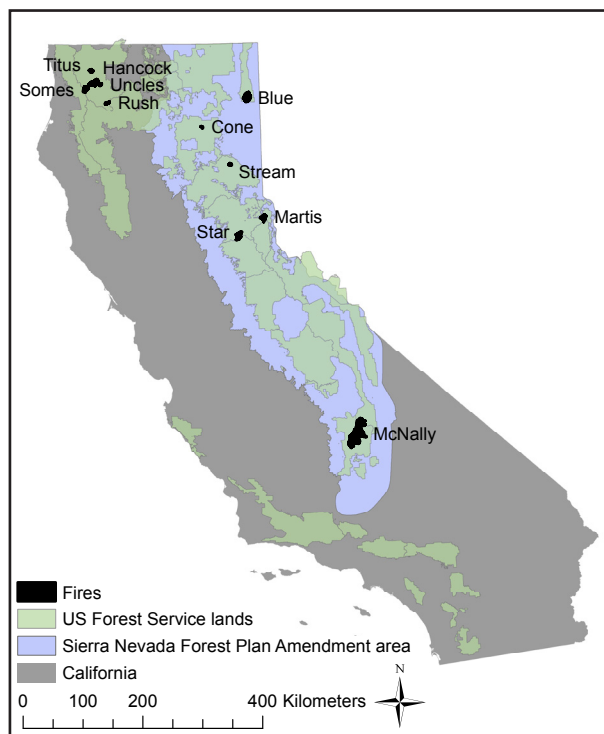 Titus
Hancock
Somes
Uncles
Rush
Blue
Cone
Stream
Martis
Star
McNally
Fires
US Forest Service lands
Sierra Nevada Forest Plan Amendment area
California
0 100 200 400 Kilometers
N